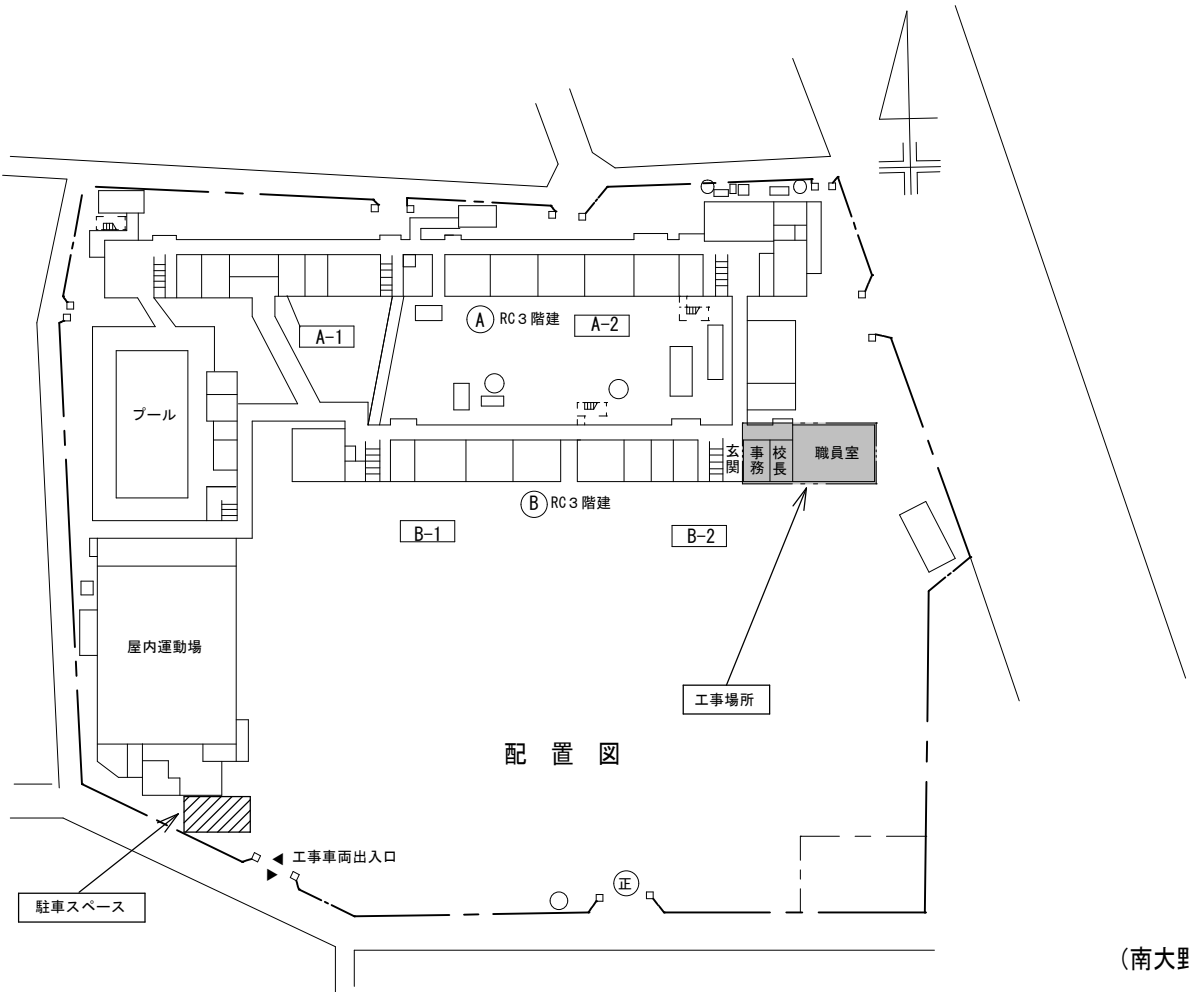 Ⓐ RC3階建
A-1
A-2
プール
玄関
事務
校長
職員室
Ⓑ RC3階建
B-1
B-2
屋内運動場
工事場所
配置図
工事車両出入口
正
駐車スペース
(南大野